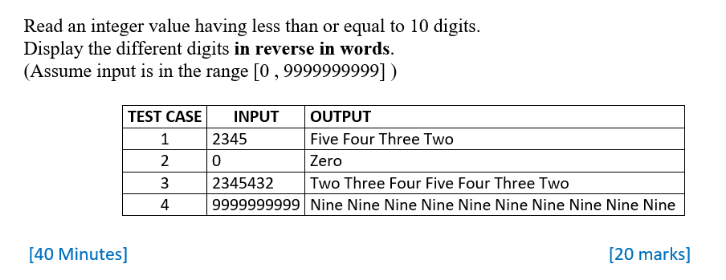 Read an integer value having less than or equal to 10 digits.
Display the different digits in reverse in words.
(Assume input is in the range [0 , 9999999999] )
TEST CASE INPUT OUTPUT
1 2345 Five Four Three Two
2 0 Zero
3 2345432 Two Three Four Five Four Three Two
4 9999999999 Nine Nine Nine Nine Nine Nine Nine Nine Nine Nine
[40 Minutes] [20 marks]